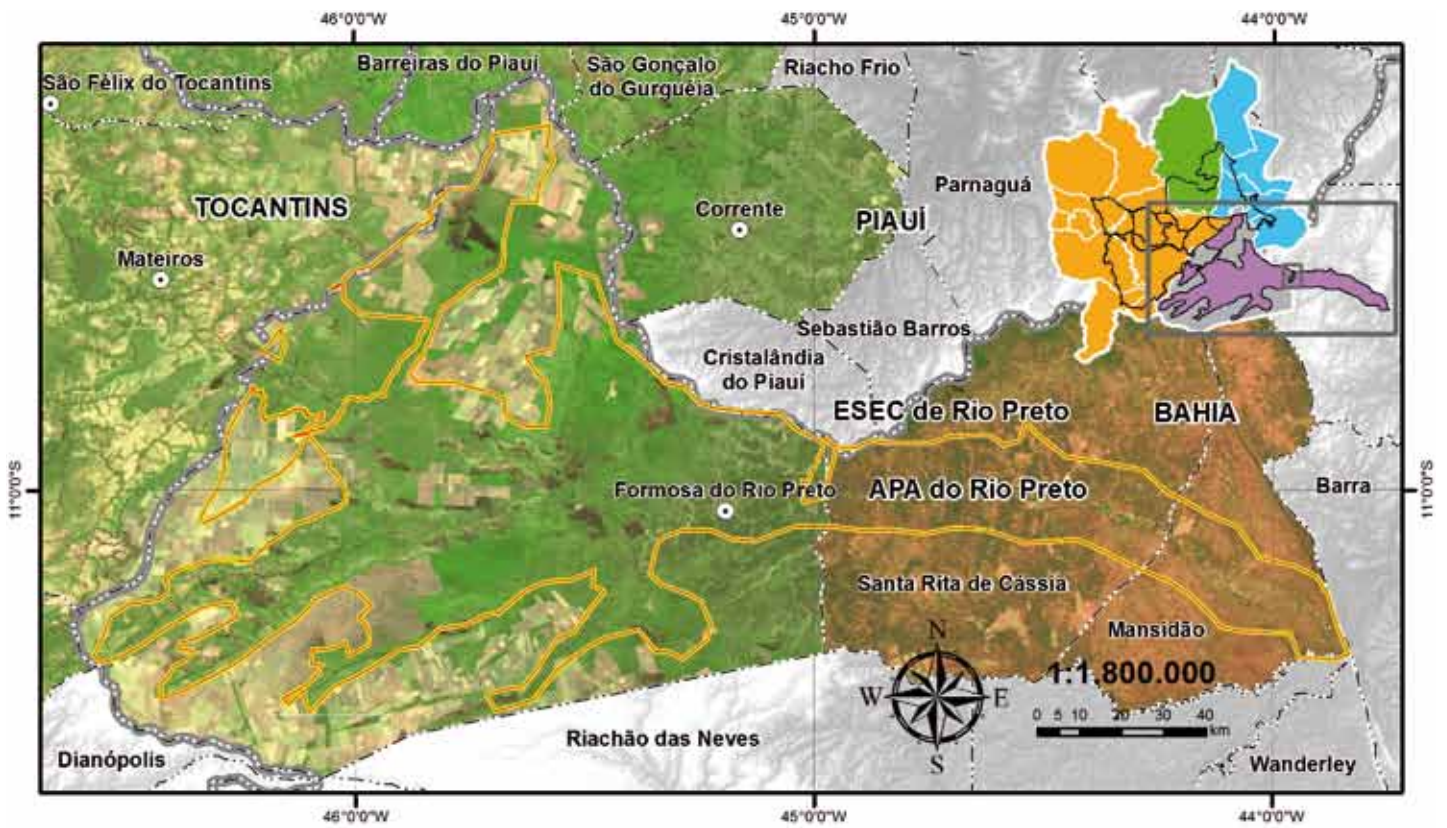 46°0'0"W
45°0'0"W
44°0'0"W
Barreiras do Piauí
São Gonçalo
do Gurguéia
Riacho Frio
São Félix do Tocantins
Parnaguá
TOCANTINS
Corrente
PIAUÍ
Mateiros
Sebastião Barros
Cristalândia
do Piauí
ESEC de Rio Preto
BAHIA
11°0'0"S
Formosa do Rio Preto
APA do Rio Preto
Barra
11°0'0"S
Santa Rita de Cássia
Mansidão
N
W
E
S
1:1.800.000
0 5 10 20 30 40
km
Riachão das Neves
Dianópolis
Wanderley
46°0'0"W
45°0'0"W
44°0'0"W